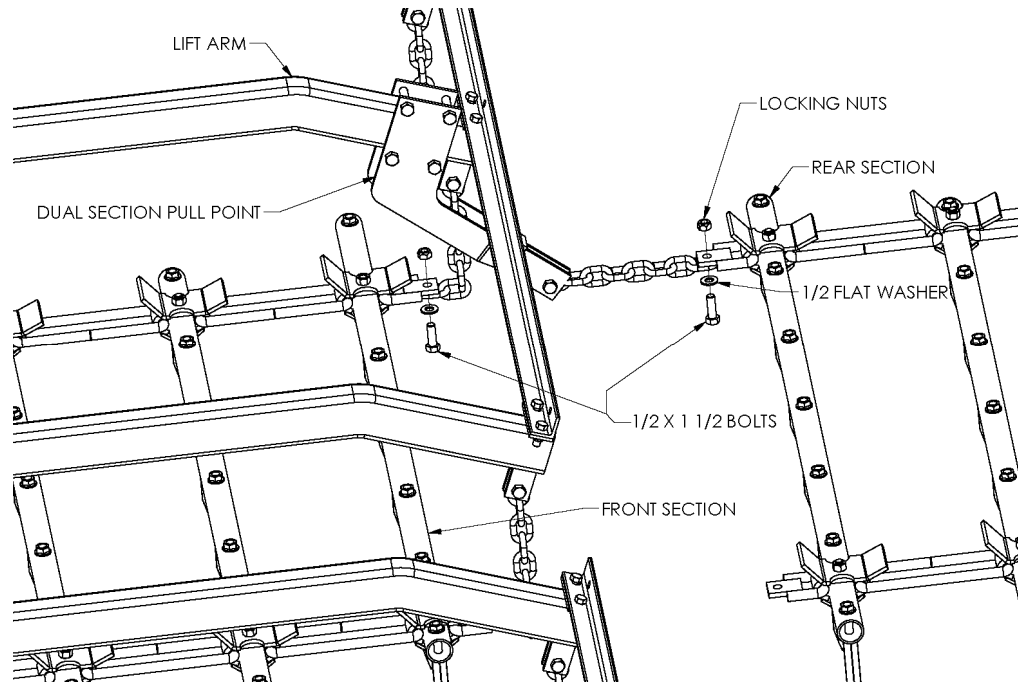 LIFT ARM
LOCKING NUTS
REAR SECTION
DUAL SECTION PULL POINT
1/2 FLAT WASHER
1/2 X 1 1/2 BOLTS
FRONT SECTION